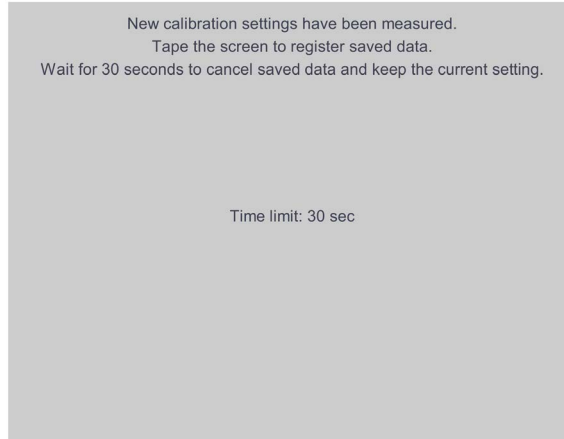 New calibration settings have been measured.
Tape the screen to register saved data.
Wait for 30 seconds to cancel saved data and keep the current setting.
Time limit: 30 sec